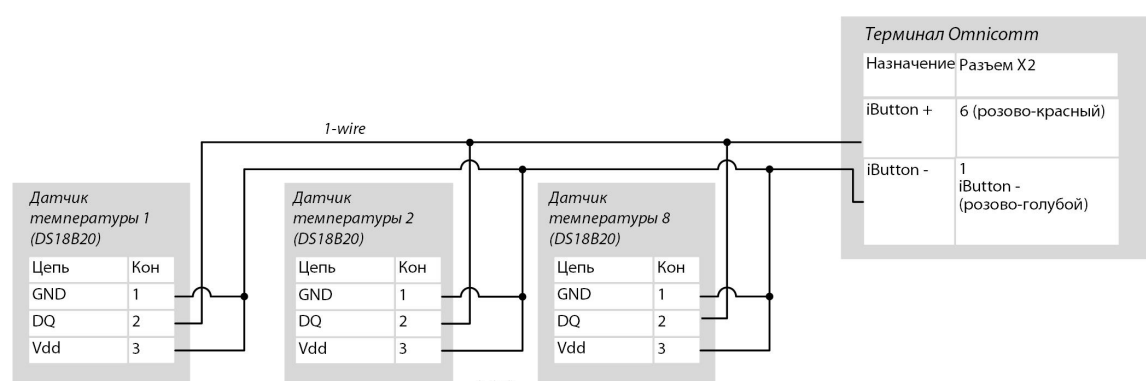 Терминал Omnicomm
Назначение Разъем X2
iButton + 6 (розово-красный)
iButton - 1
iButton -
(розово-голубой)
1-wire
Датчик
температуры 1
(DS18B20)
Цепь Кон
GND 1
DQ 2
Vdd 3
Датчик
температуры 2
(DS18B20)
Цепь Кон
GND 1
DQ 2
Vdd 3
Датчик
температуры 8
(DS18B20)
Цепь Кон
GND 1
DQ 2
Vdd 3